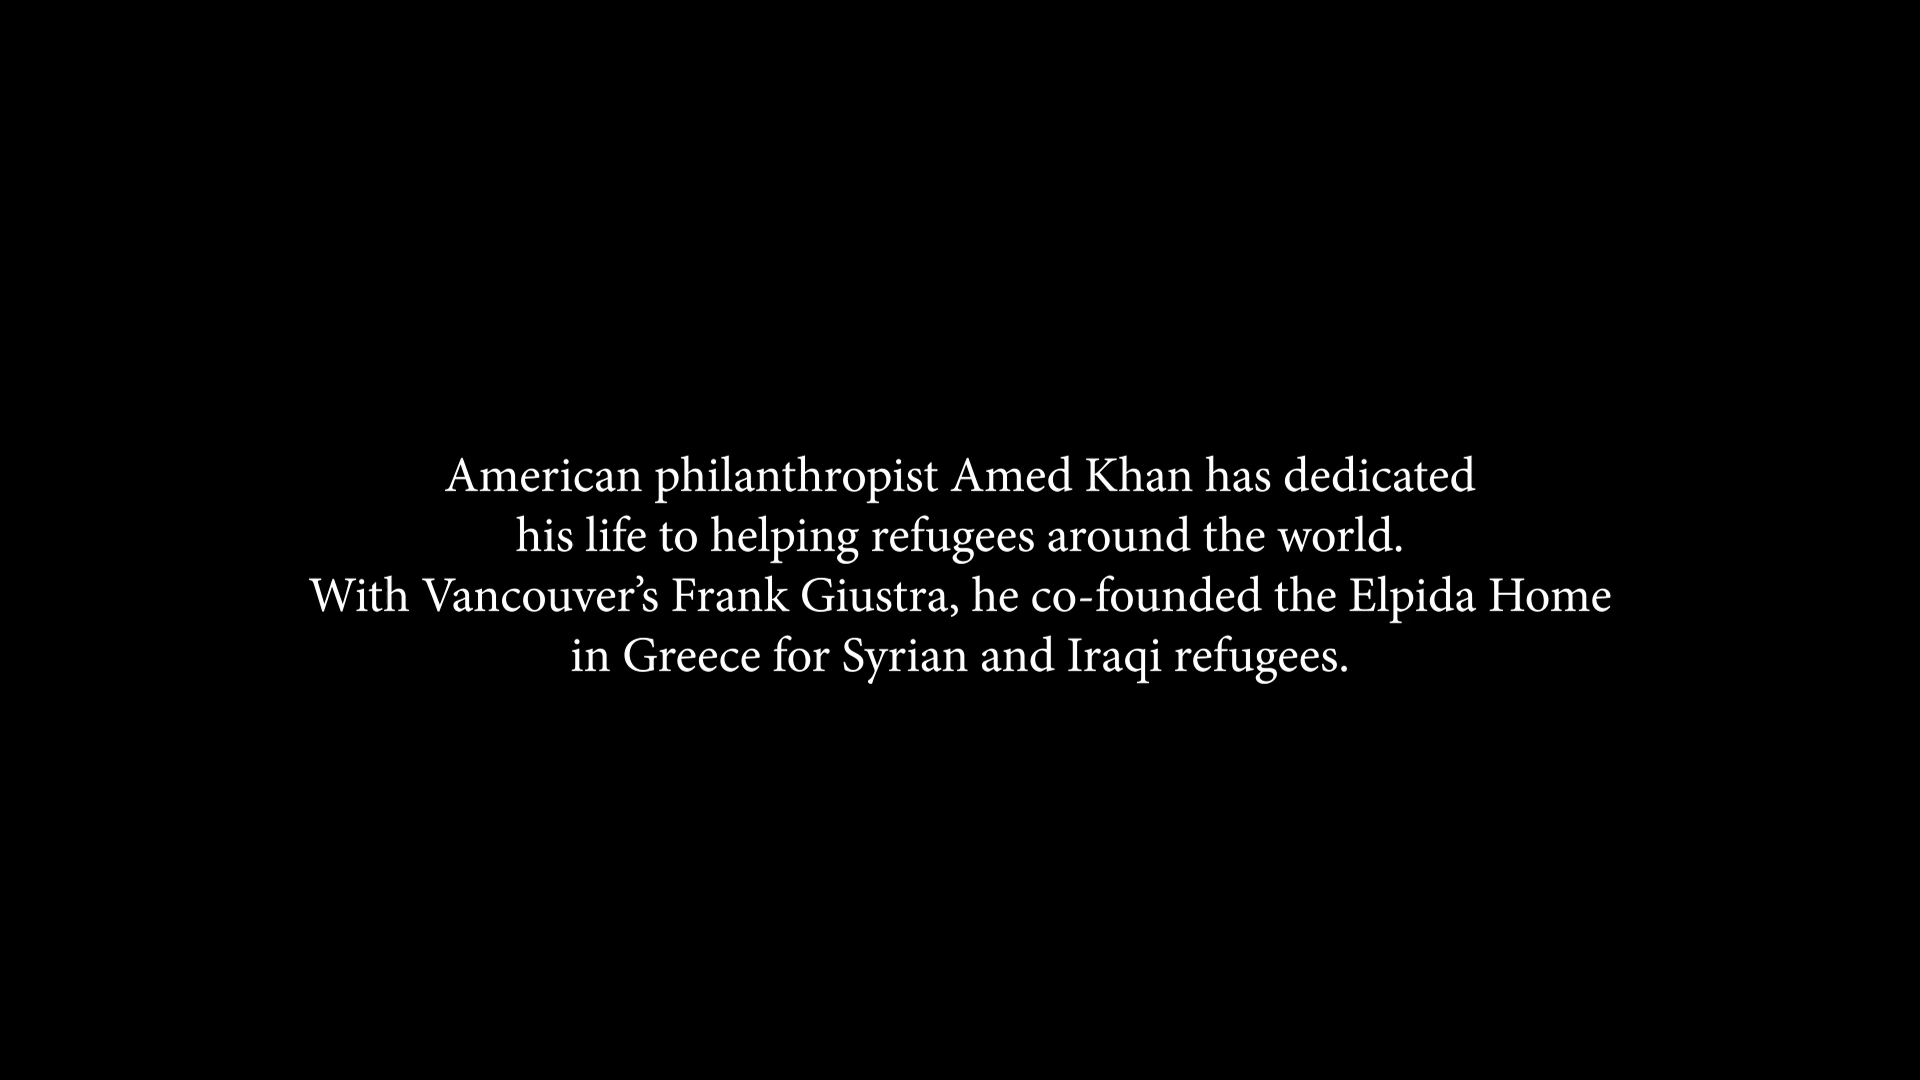 American philanthropist Amed Khan has dedicated
his life to helping refugees around the world.
With Vancouver’s Frank Giustra, he co-founded the Elpida Home
in Greece for Syrian and Iraqi refugees.